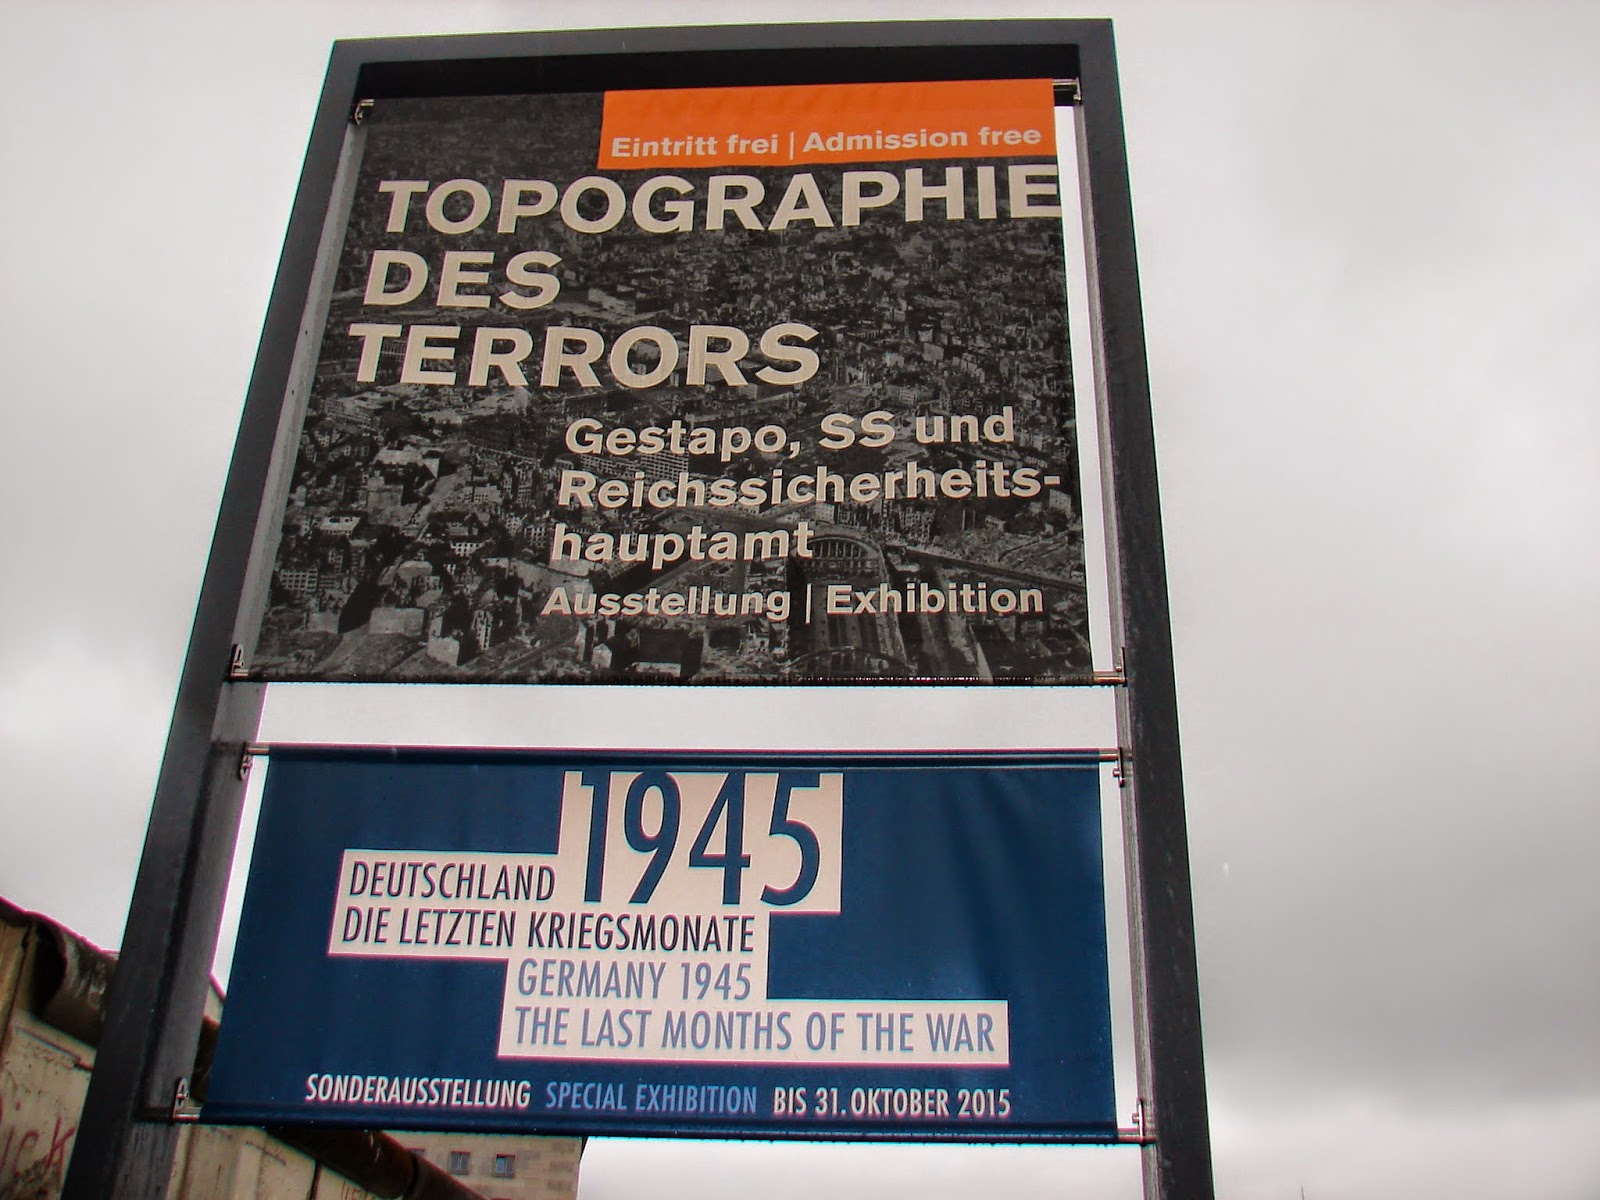 Eintritt frei | Admission free
TOPOGRAPHIE
DES
TERRORS
Gestapo, SS und
Reichssicherheits-
hauptamt
Ausstellung | Exhibition
1945
DEUTSCHLAND
DIE LETZTEN KRIEGSMONATE
GERMANY 1945
THE LAST MONTHS OF THE WAR
SONDERAUSSTELLUNG SPECIAL EXHIBITION BIS 31. OKTOBER 2015